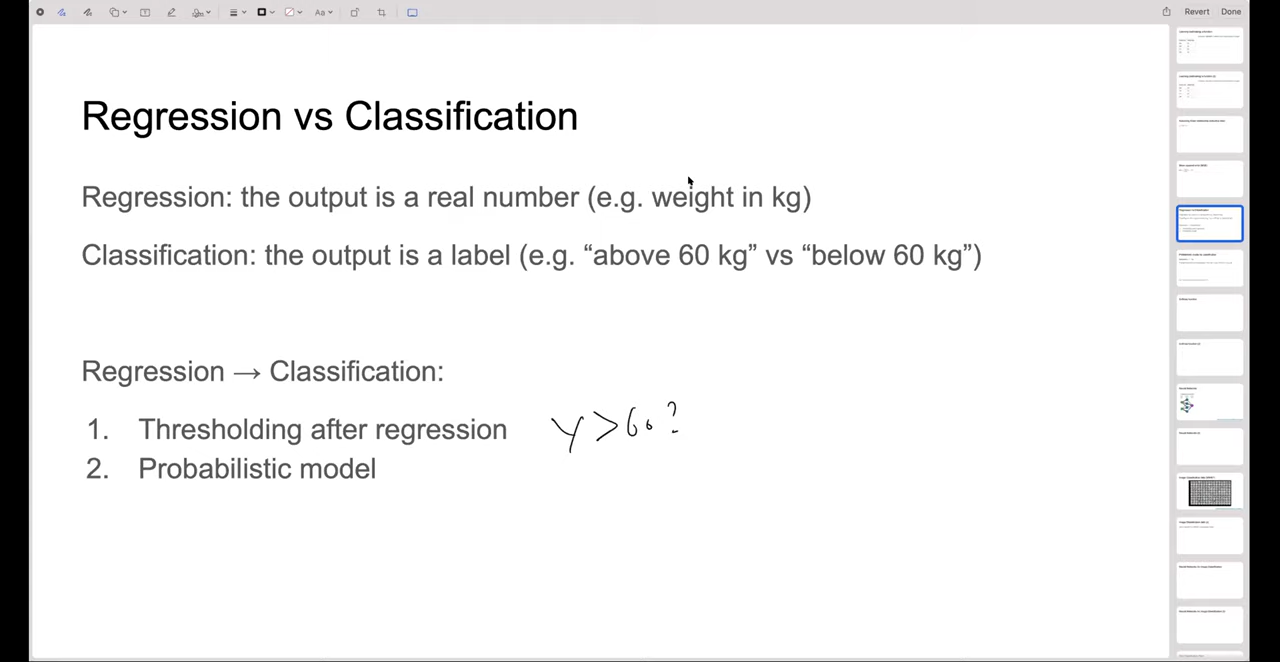 Aa
Revert
Done
Regression vs Classification
Regression: the output is a real number (e.g. weight in kg)
Classification: the output is a label (e.g. “above 60 kg” vs “below 60 kg”)
Regression → Classification:
1. Thresholding after regression y>60?
2. Probabilistic model